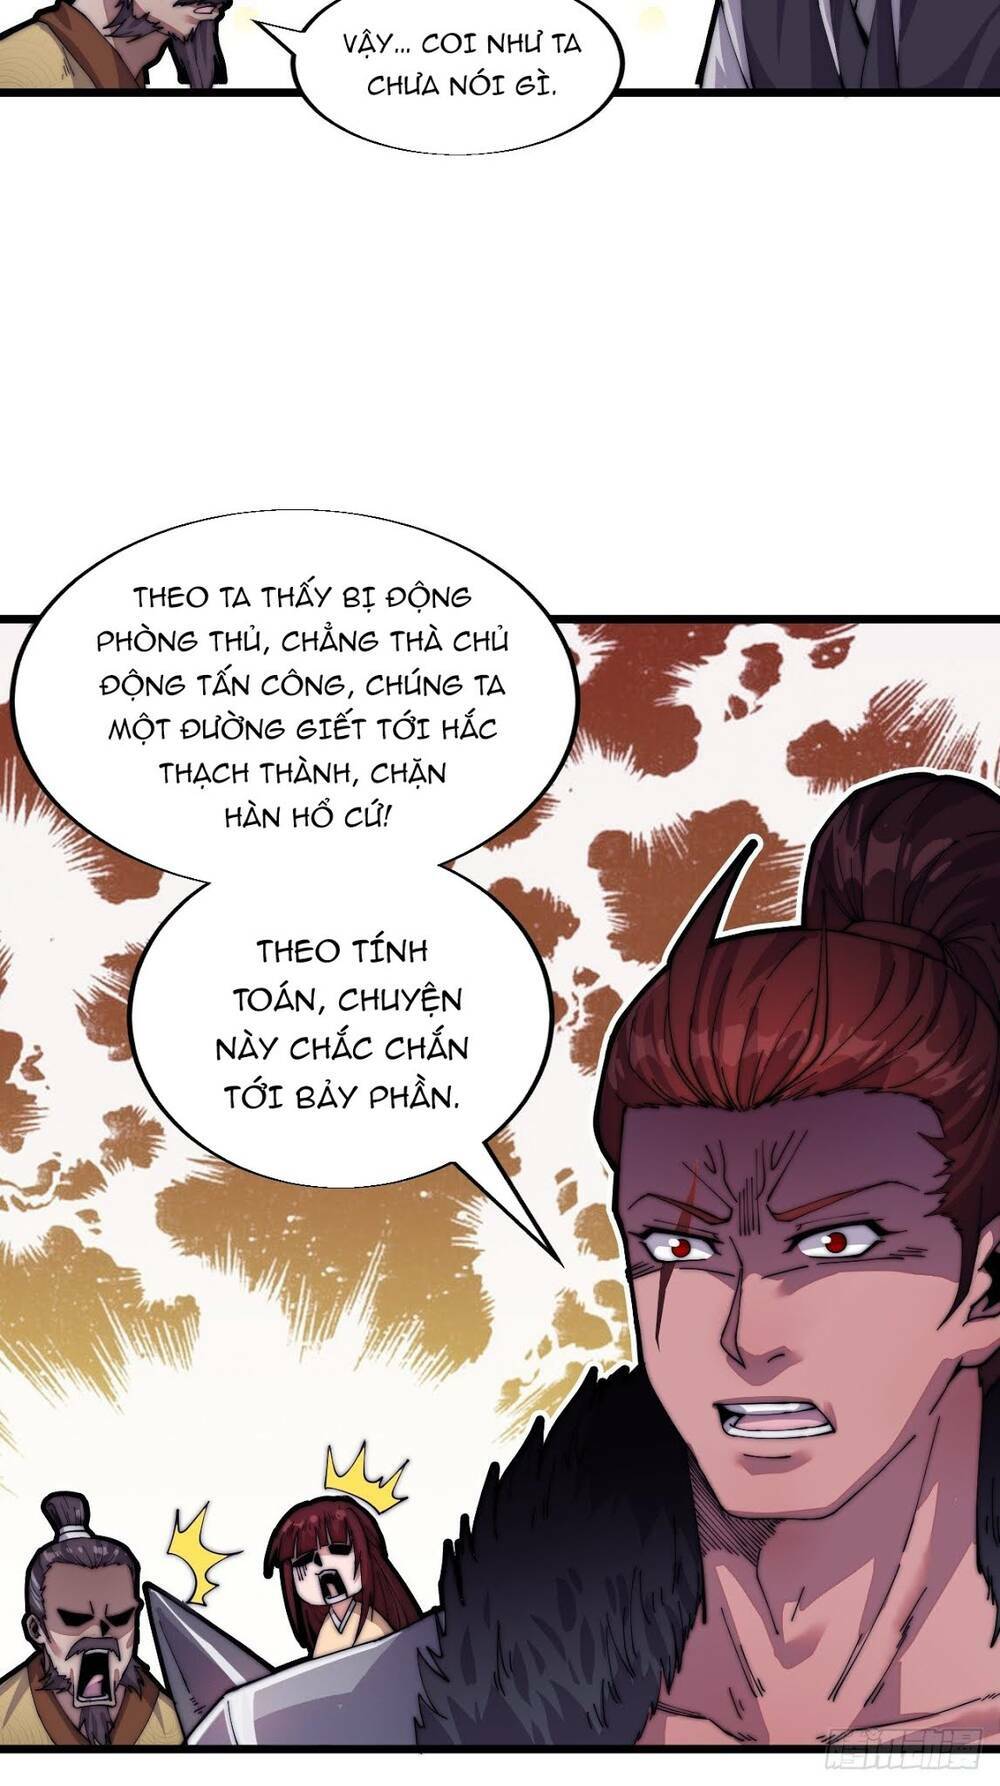 VẬY... COI NHƯ TA
CHƯA NÓI GÌ.
THEO TA THẤY BỊ ĐỘNG
PHÒNG THỦ, CHẲNG THÀ CHỦ
ĐỘNG TẤN CÔNG, CHÚNG TA
MỘT ĐƯỜNG GIẾT TỚI HẮC
THẠCH THÀNH, CHẶN
HÀN HỔ CỨ!
THEO TÍNH
TOÁN, CHUYỆN
NÀY CHẮC CHẮN
TỚI BẢY PHẦN.